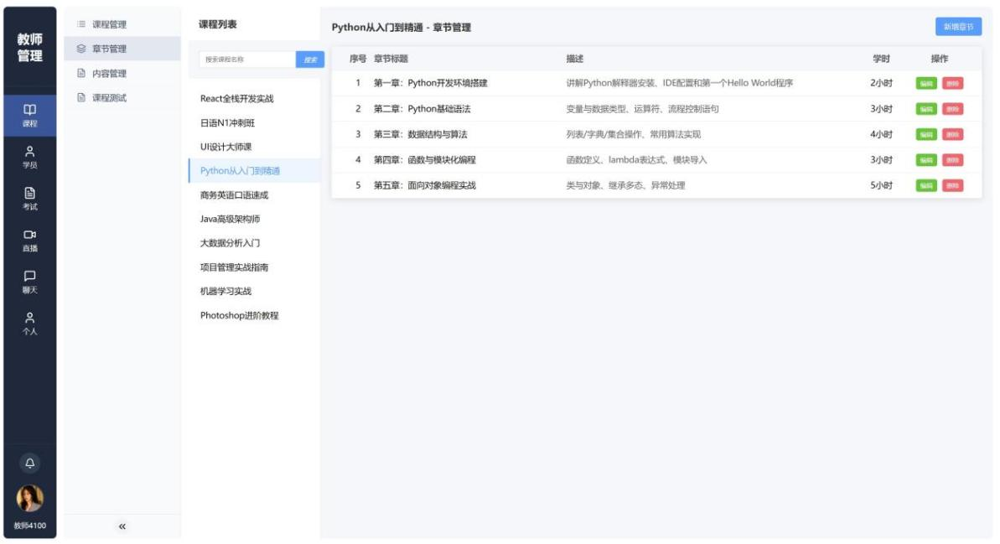 教师
管理
课程
学员
考试
直播
聊天
个人
教师4100
课程管理
章节管理
内容管理
课程测试
«
课程列表
搜索课程名称 搜索
React全栈开发实战
日语N1冲刺班
UI设计大师课
Python从入门到精通
商务英语口语速成
Java高级架构师
大数据分析入门
项目管理实战指南
机器学习实战
Photoshop进阶教程
Python从入门到精通 - 章节管理 新增章节
序号 章节标题 描述 学时 操作
1 第一章：Python开发环境搭建 讲解Python解释器安装、IDE配置和第一个Hello World程序 2小时 编辑 删除
2 第二章：Python基础语法 变量与数据类型、运算符、流程控制语句 3小时 编辑 删除
3 第三章：数据结构与算法 列表/字典/集合操作、常用算法实现 4小时 编辑 删除
4 第四章：函数与模块化编程 函数定义、lambda表达式、模块导入 3小时 编辑 删除
5 第五章：面向对象编程实战 类与对象、继承多态、异常处理 5小时 编辑 删除